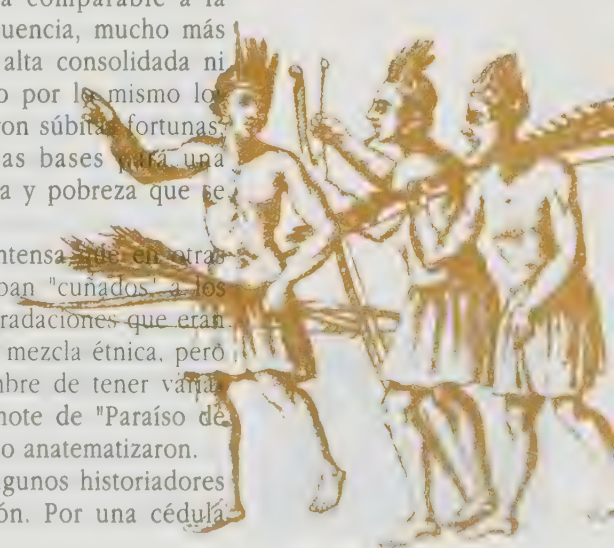 a comparable a la
uencia, mucho más
alta consolidada ni
o por lo mismo lo
on súbitas fortunas,
as bases para una
a y pobreza que se
ntensa que en otras
ban "cuñados" a los
radaciones que eran
mezcla étnica, pero
mbre de tener varias
mote de "Paraíso de
o anatematizaron.
gunos historiadores
ón. Por una cédula